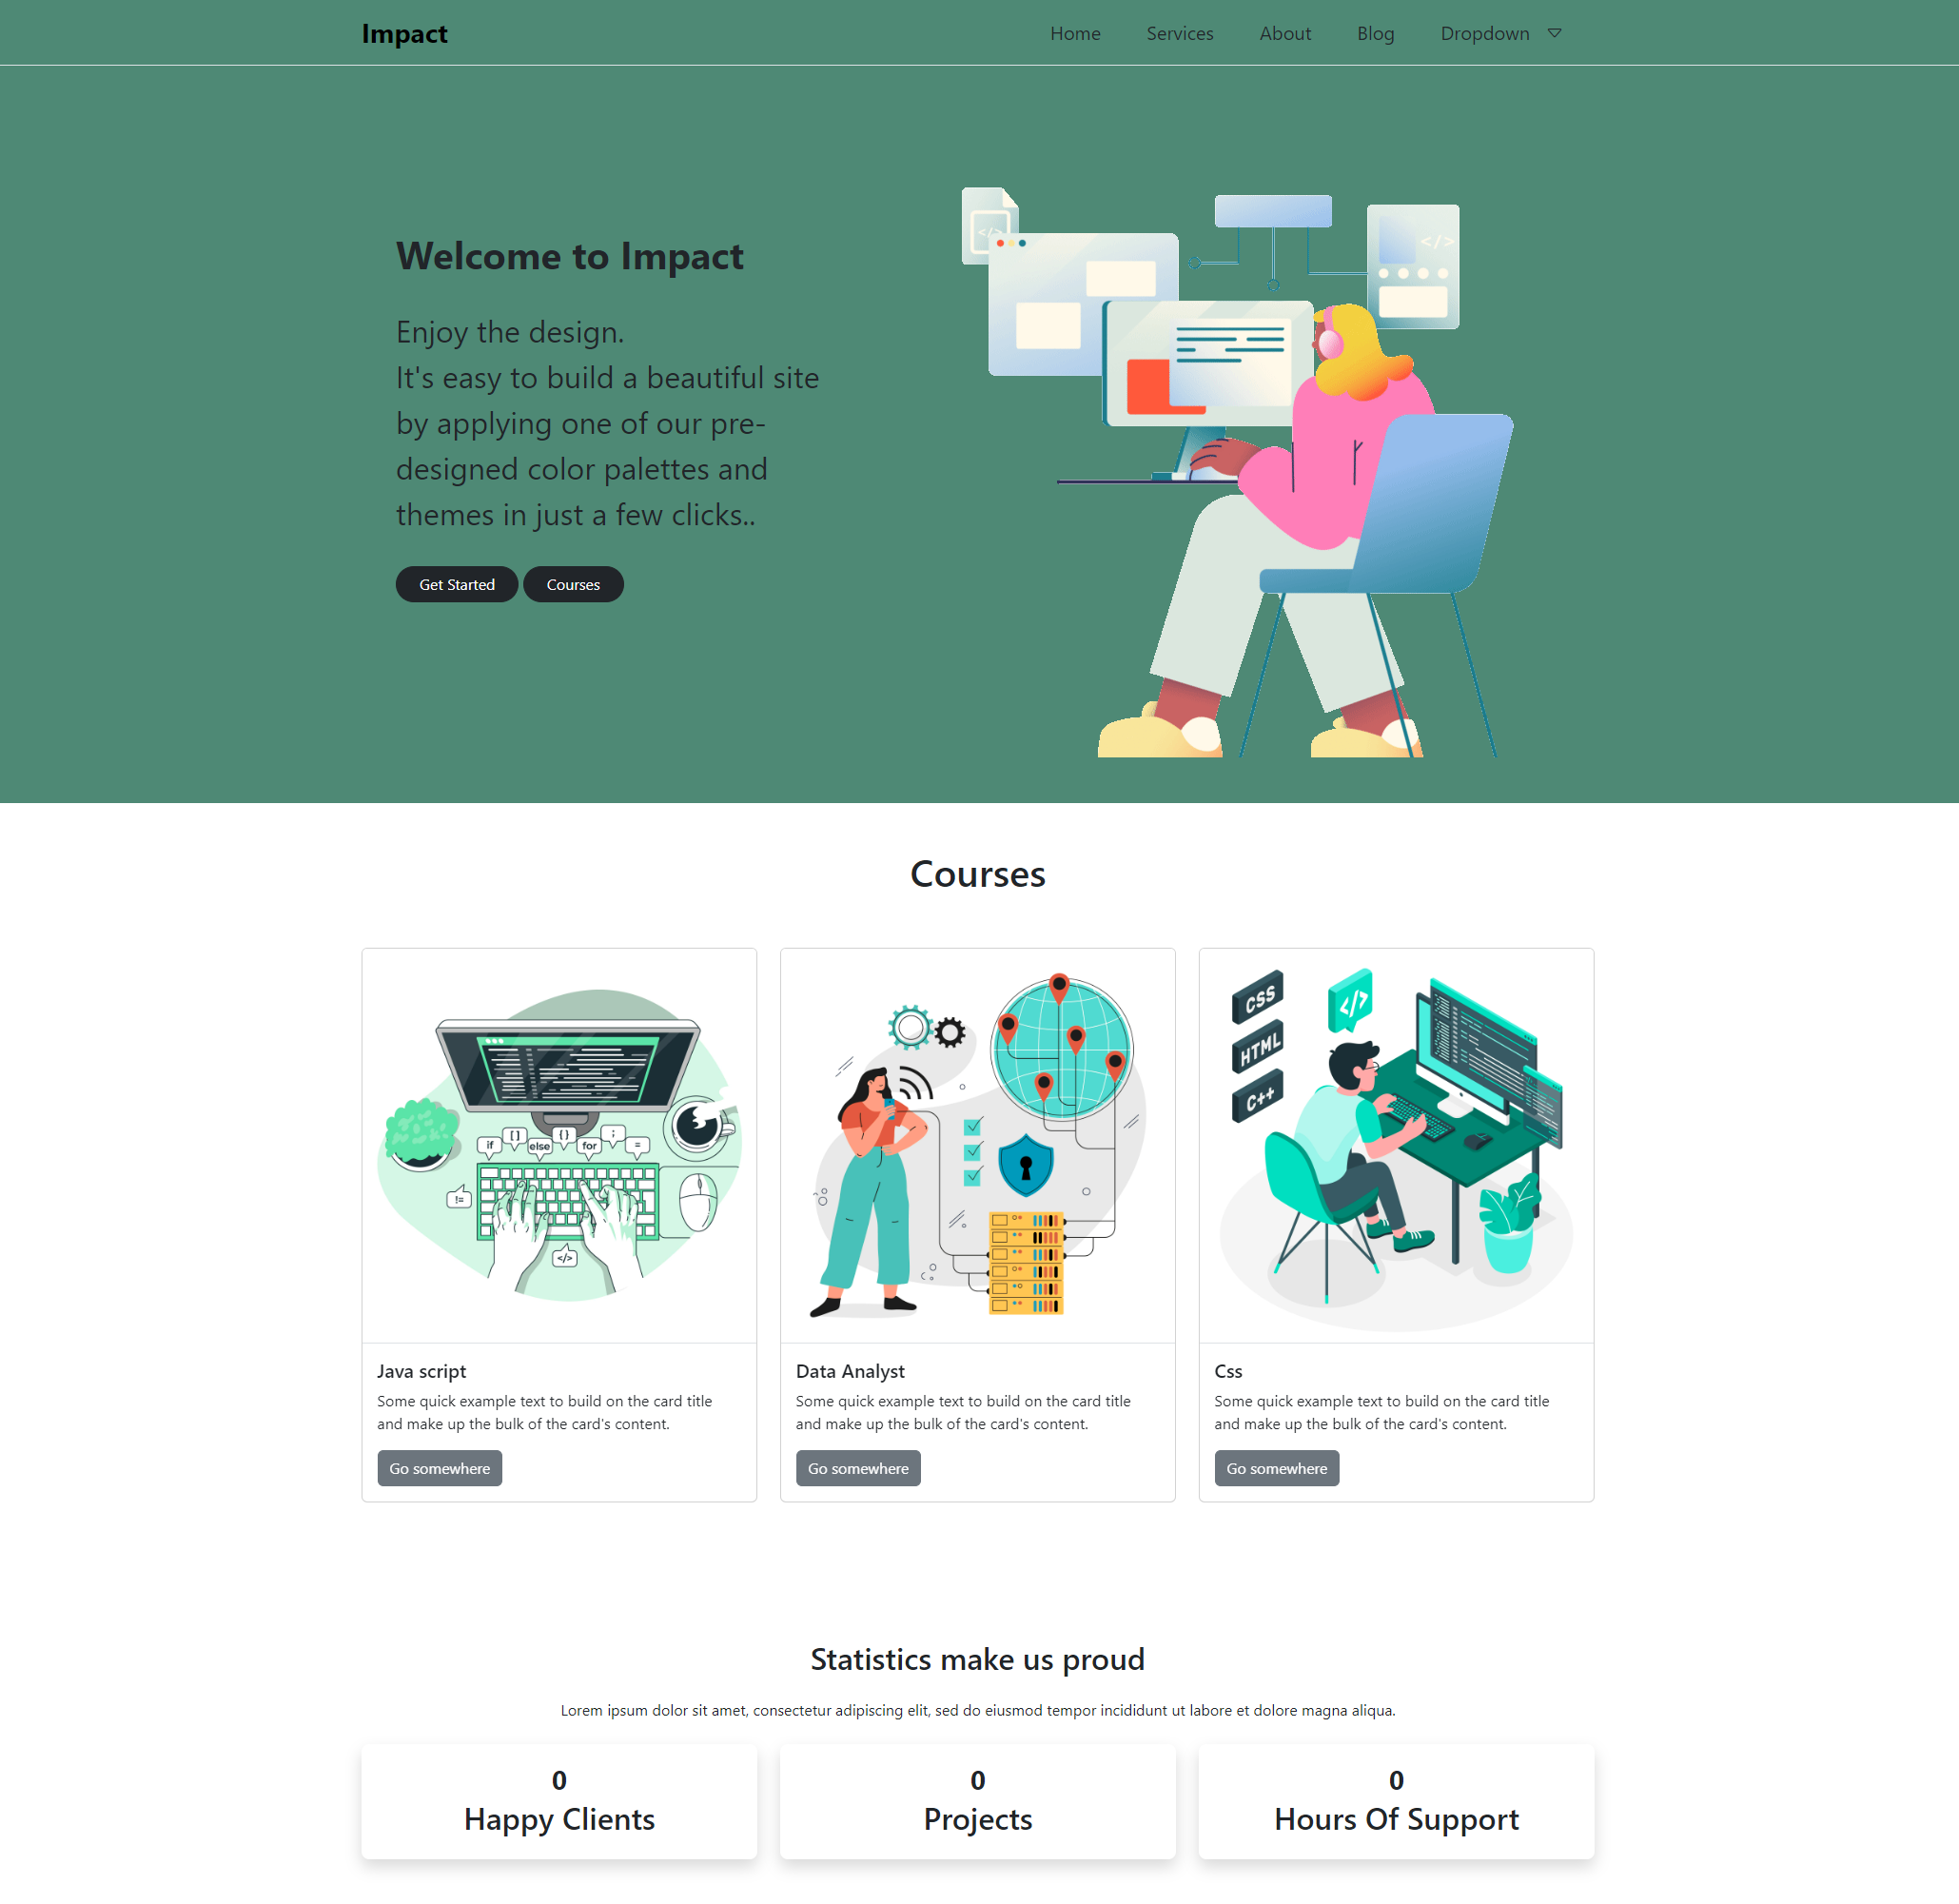 Impact
Home Services About Blog Dropdown
Welcome to Impact
Enjoy the design.
It's easy to build a beautiful site
by applying one of our pre-
designed color palettes and
themes in just a few clicks..
Get Started Courses
</>
</>
Courses
if [ ] else { } for ; =
!=
</>
CSS
</>
HTML
C++
Java script
Some quick example text to build on the card title
and make up the bulk of the card's content.
Go somewhere
Data Analyst
Some quick example text to build on the card title
and make up the bulk of the card's content.
Go somewhere
Css
Some quick example text to build on the card title
and make up the bulk of the card's content.
Go somewhere
Statistics make us proud
Lorem ipsum dolor sit amet, consectetur adipiscing elit, sed do eiusmod tempor incididunt ut labore et dolore magna aliqua.
0
Happy Clients
0
Projects
0
Hours Of Support